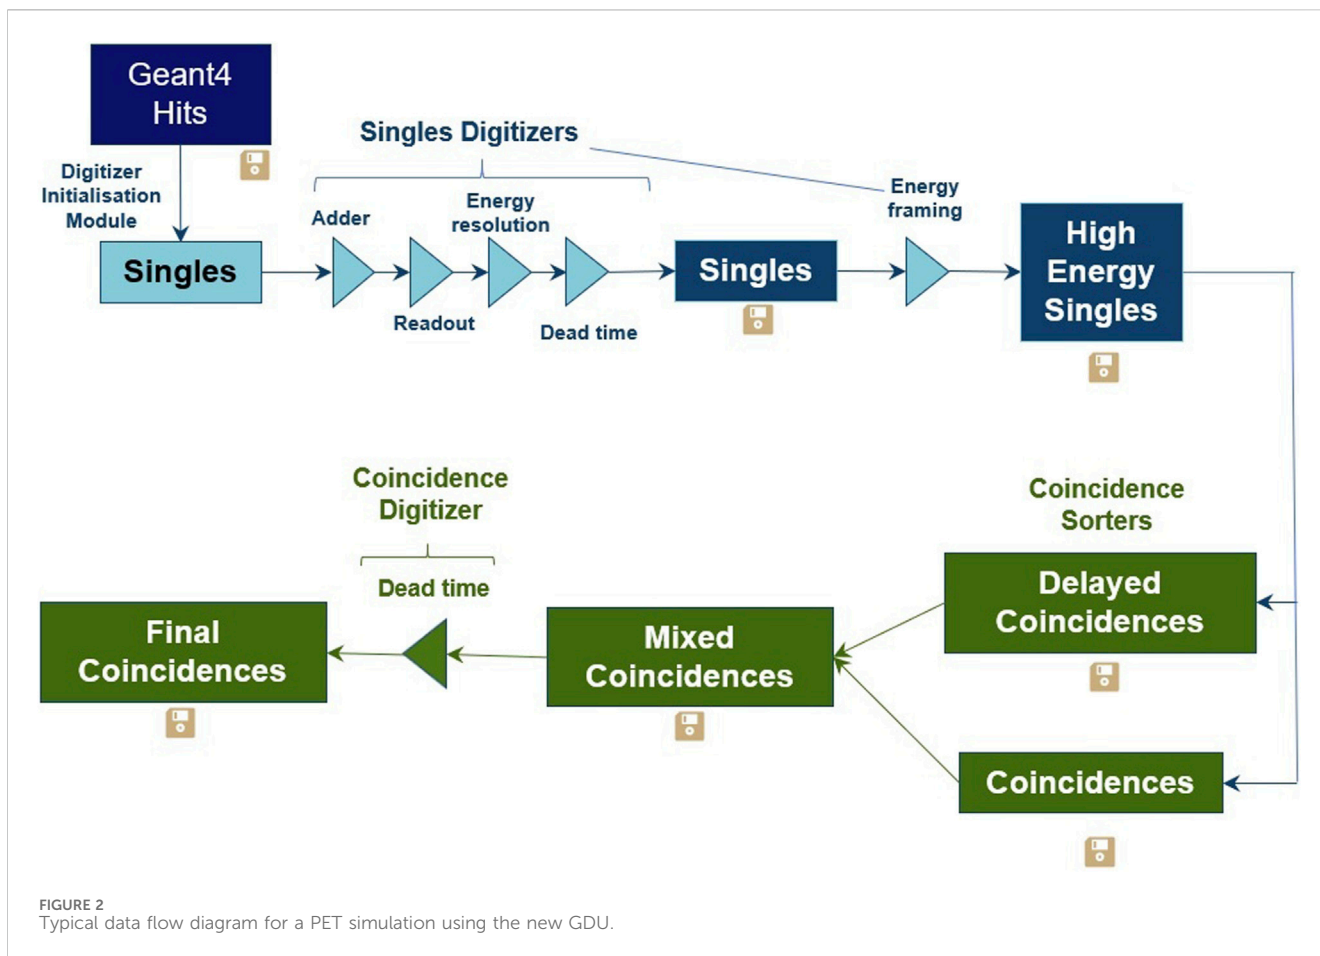 Geant4
Hits
Digitizer
Initialisation
Module
Singles
Singles Digitizers
Adder
Readout
Energy
resolution
Dead time
Singles
Energy
framing
High
Energy
Singles
Coincidence
Sorters
Delayed
Coincidences
Coincidences
Mixed
Coincidences
Coincidence
Digitizer
Dead time
Final
Coincidences
FIGURE 2
Typical data flow diagram for a PET simulation using the new GDU.